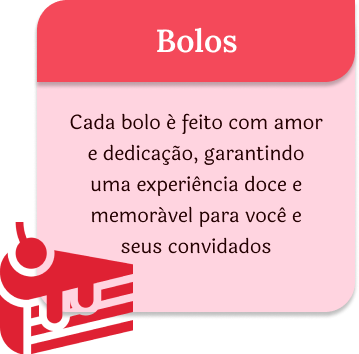 Bolos
Cada bolo è feito com amor
e dedicação, garantindo
uma experiência doce e
memoràvel para você e
seus convidados